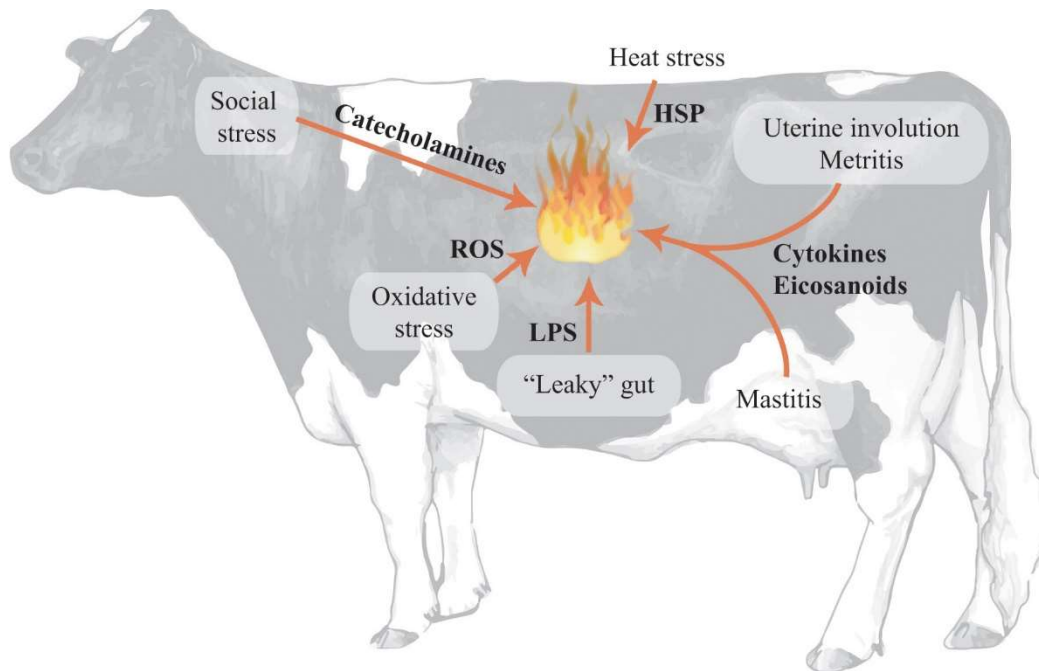 Heat stress
HSP
Social
stress
Catecholamines
Uterine involution
Metritis
ROS
Cytokines
Eicosanoids
Oxidative
stress
LPS
“Leaky” gut
Mastitis